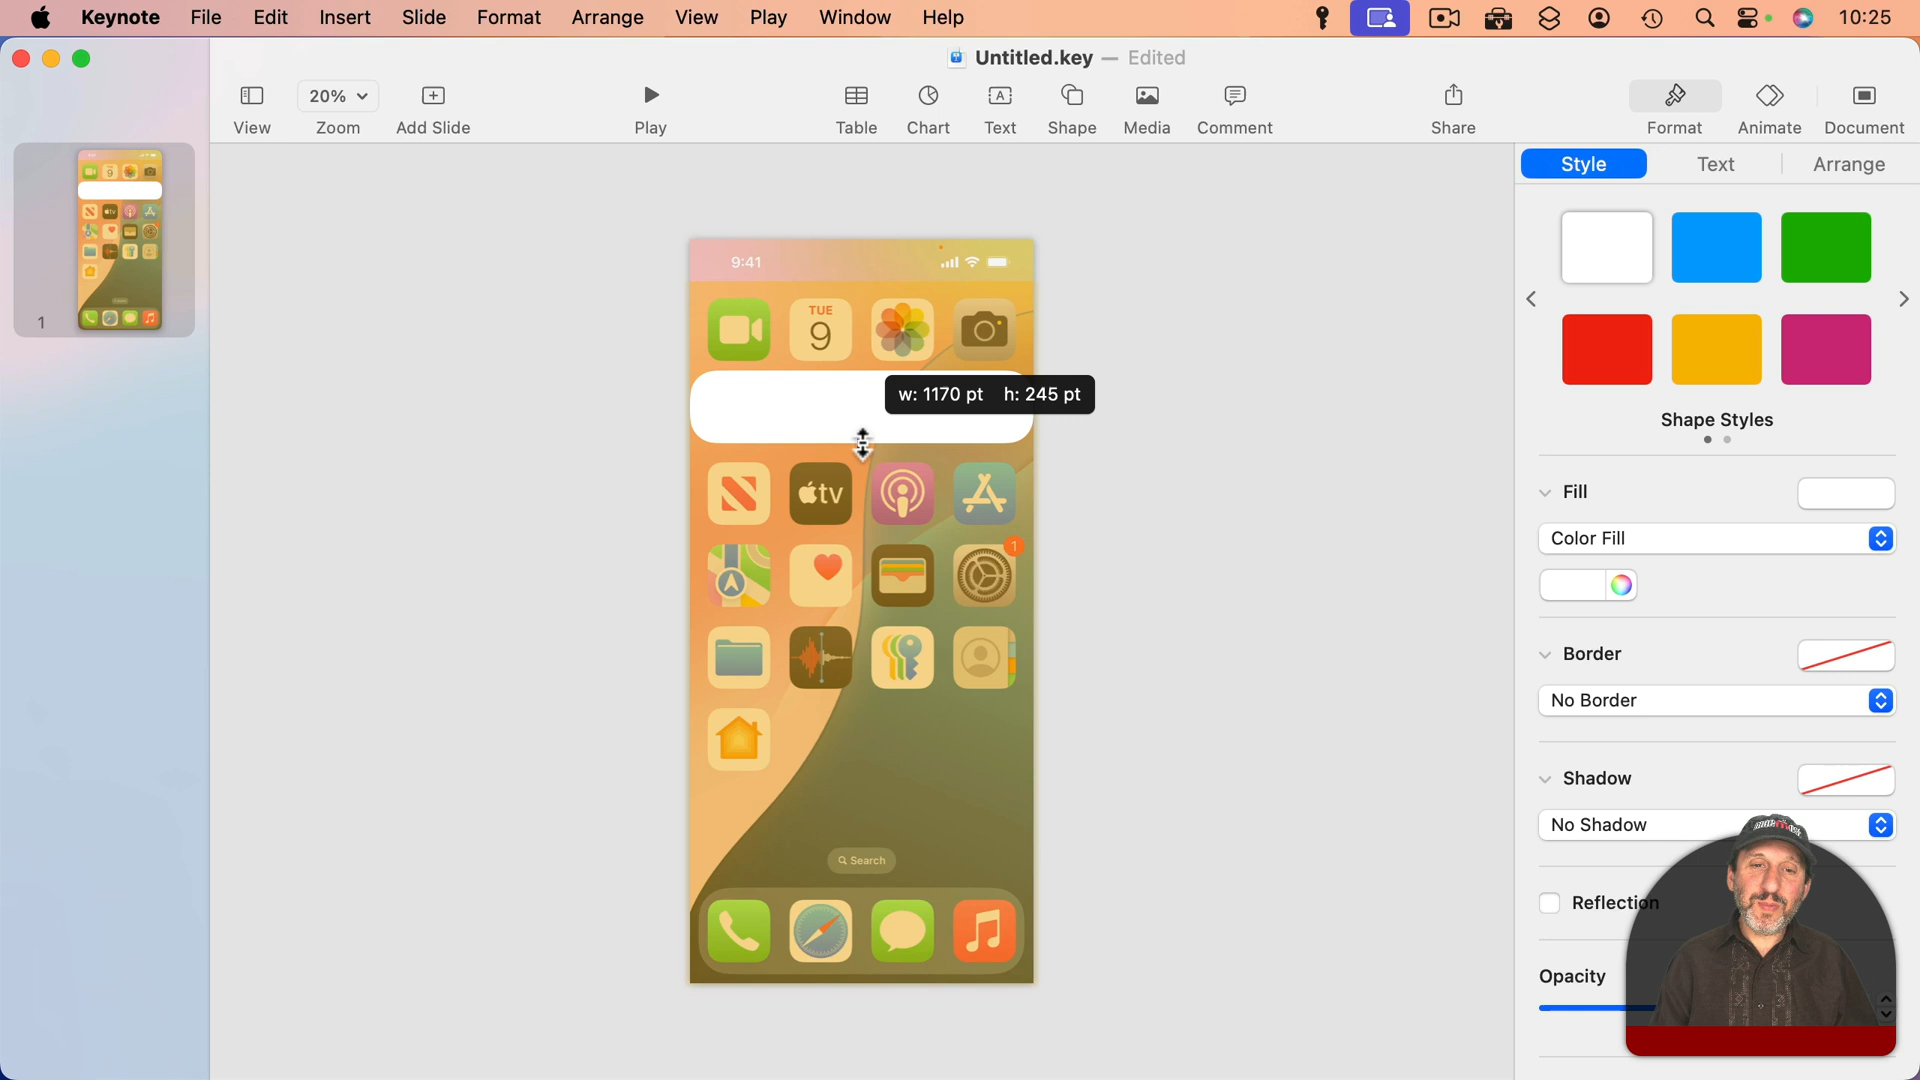 Keynote File Edit Insert Slide Format Arrange View Play Window Help 10:25
Untitled.key — Edited
20%
View Zoom Add Slide Play Table Chart Text Shape Media Comment Share Format Animate Document
Style Text Arrange
1
9:41
TUE
9
w: 1170 pt h: 245 pt
tv
1
Search
Shape Styles
Fill
Color Fill
Border
No Border
Shadow
No Shadow
Reflection
Opacity